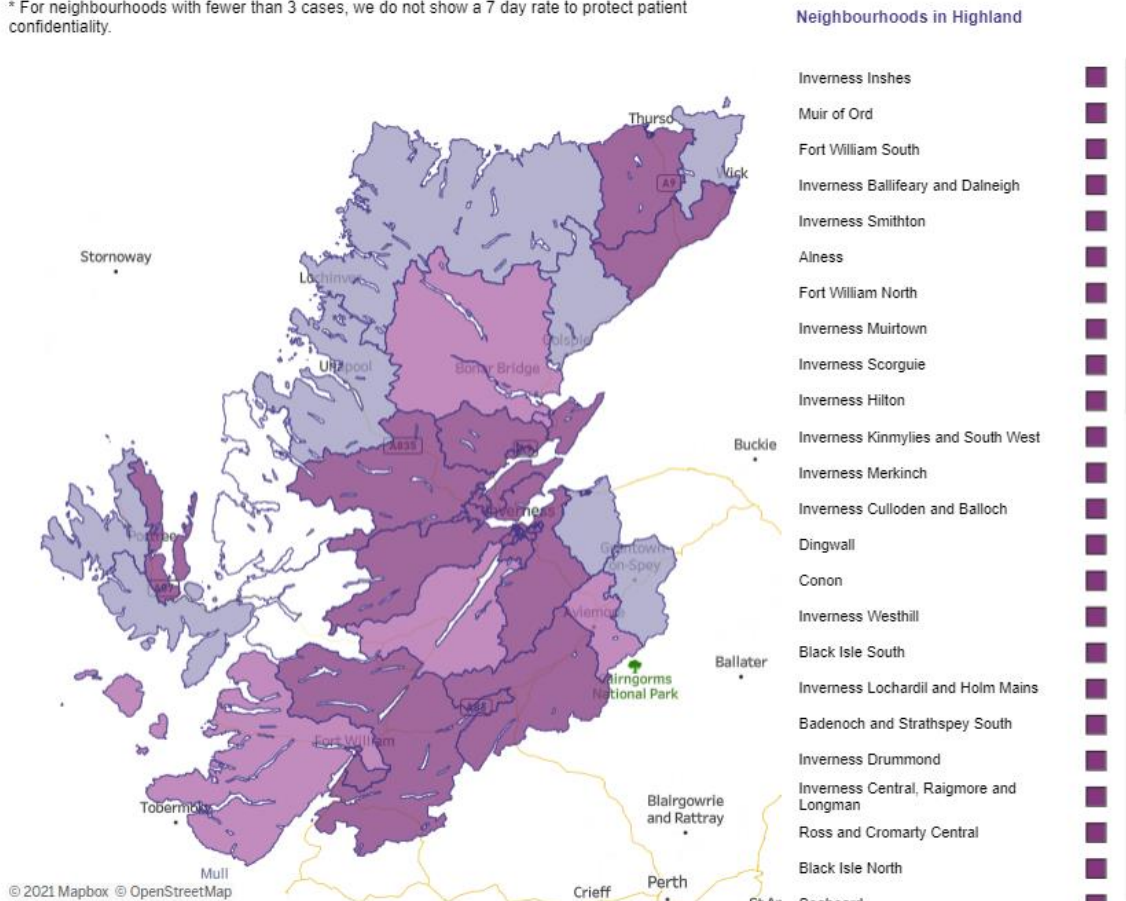 * For neighbourhoods with fewer than 3 cases, we do not show a 7 day rate to protect patient
confidentiality.
Neighbourhoods in Highland
Inverness Inshes
Muir of Ord
Fort William South
Inverness Ballifeary and Dalneigh
Inverness Smithton
Alness
Fort William North
Inverness Muirtown
Inverness Scorguie
Inverness Hilton
Inverness Kinmylies and South West
Inverness Merkinch
Inverness Culloden and Balloch
Dingwall
Conon
Inverness Westhill
Black Isle South
Inverness Lochardil and Holm Mains
Badenoch and Strathspey South
Inverness Drummond
Inverness Central, Raigmore and
Longman
Ross and Cromarty Central
Black Isle North
Thurso
A9
Wick
Stornoway
Lochinver
Golspie
Ullapool
Bonar Bridge
A835
A9
Buckie
Inverness
Portree
Grantown
-on-Spey
A87
Aviemore
Ballater
Cairngorms
National Park
A86
Fort William
Tobermory
Blairgowrie
and Rattray
Mull
Perth
Crieff
© 2021 Mapbox © OpenStreetMap